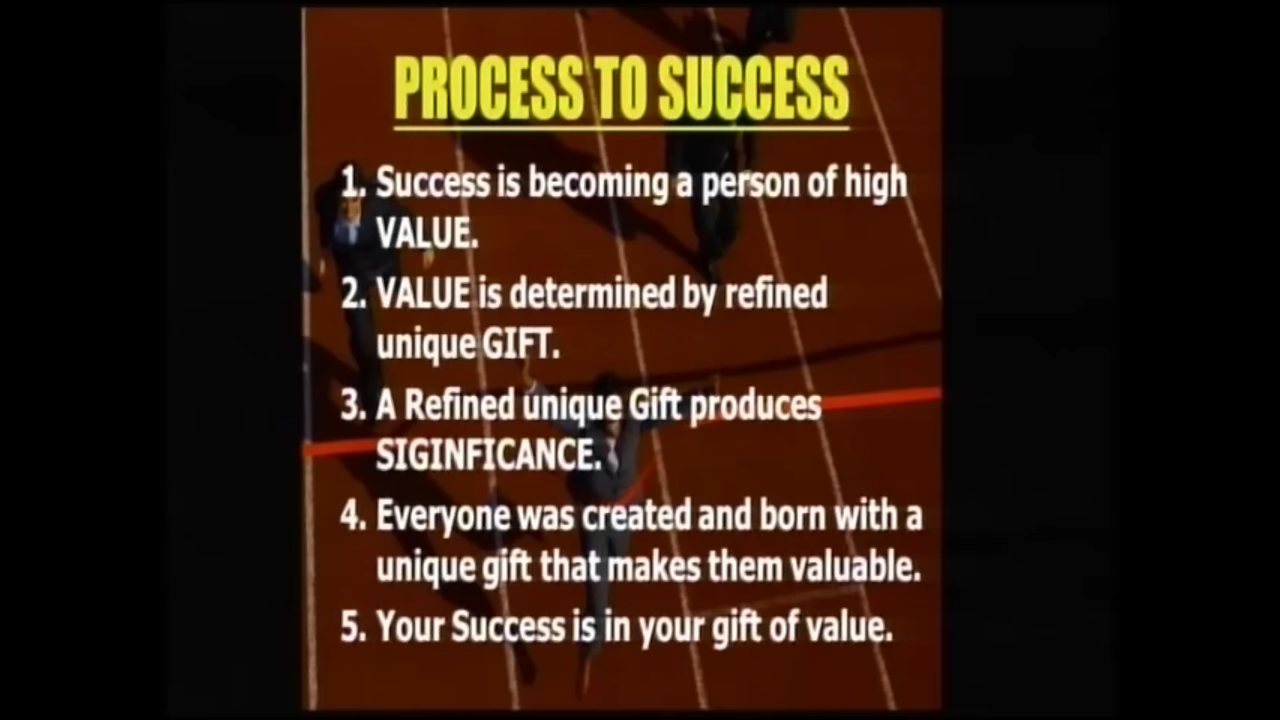 PROCESS TO SUCCESS
1. Success is becoming a person of high
VALUE.
2. VALUE is determined by refined
unique GIFT.
3. A Refined unique Gift produces
SIGINFICANCE.
4. Everyone was created and born with a
unique gift that makes them valuable.
5. Your Success is in your gift of value.